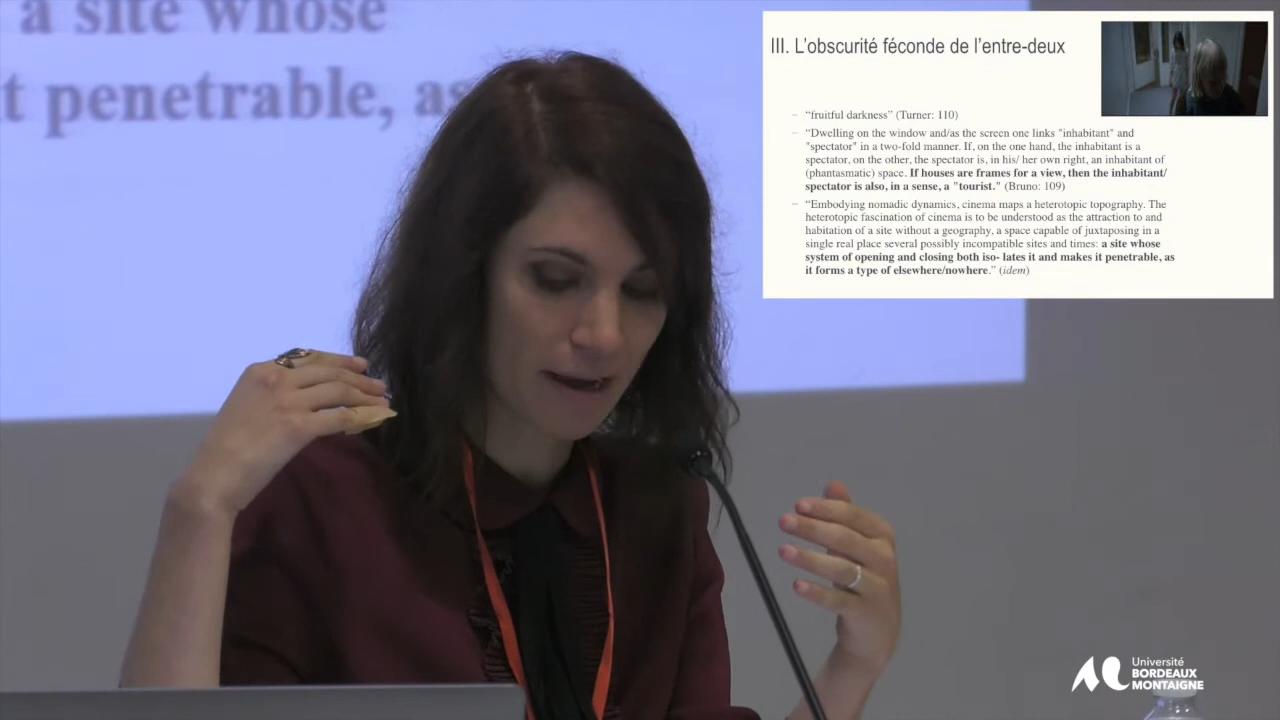 a site whose
t penetrable, as
III. L'obscurité féconde de l'entre-deux
– “fruitful darkness” (Turner: 110)
– “Dwelling on the window and/as the screen one links "inhabitant" and
"spectator" in a two-fold manner. If, on the one hand, the inhabitant is a
spectator, on the other, the spectator is, in his/ her own right, an inhabitant of
(phantasmatic) space. If houses are frames for a view, then the inhabitant/
spectator is also, in a sense, a "tourist." (Bruno: 109)
– “Embodying nomadic dynamics, cinema maps a heterotopic topography. The
heterotopic fascination of cinema is to be understood as the attraction to and
habitation of a site without a geography, a space capable of juxtaposing in a
single real place several possibly incompatible sites and times: a site whose
system of opening and closing both iso- lates it and makes it penetrable, as
it forms a type of elsewhere/nowhere.” (idem)
Université
BORDEAUX
MONTAIGNE